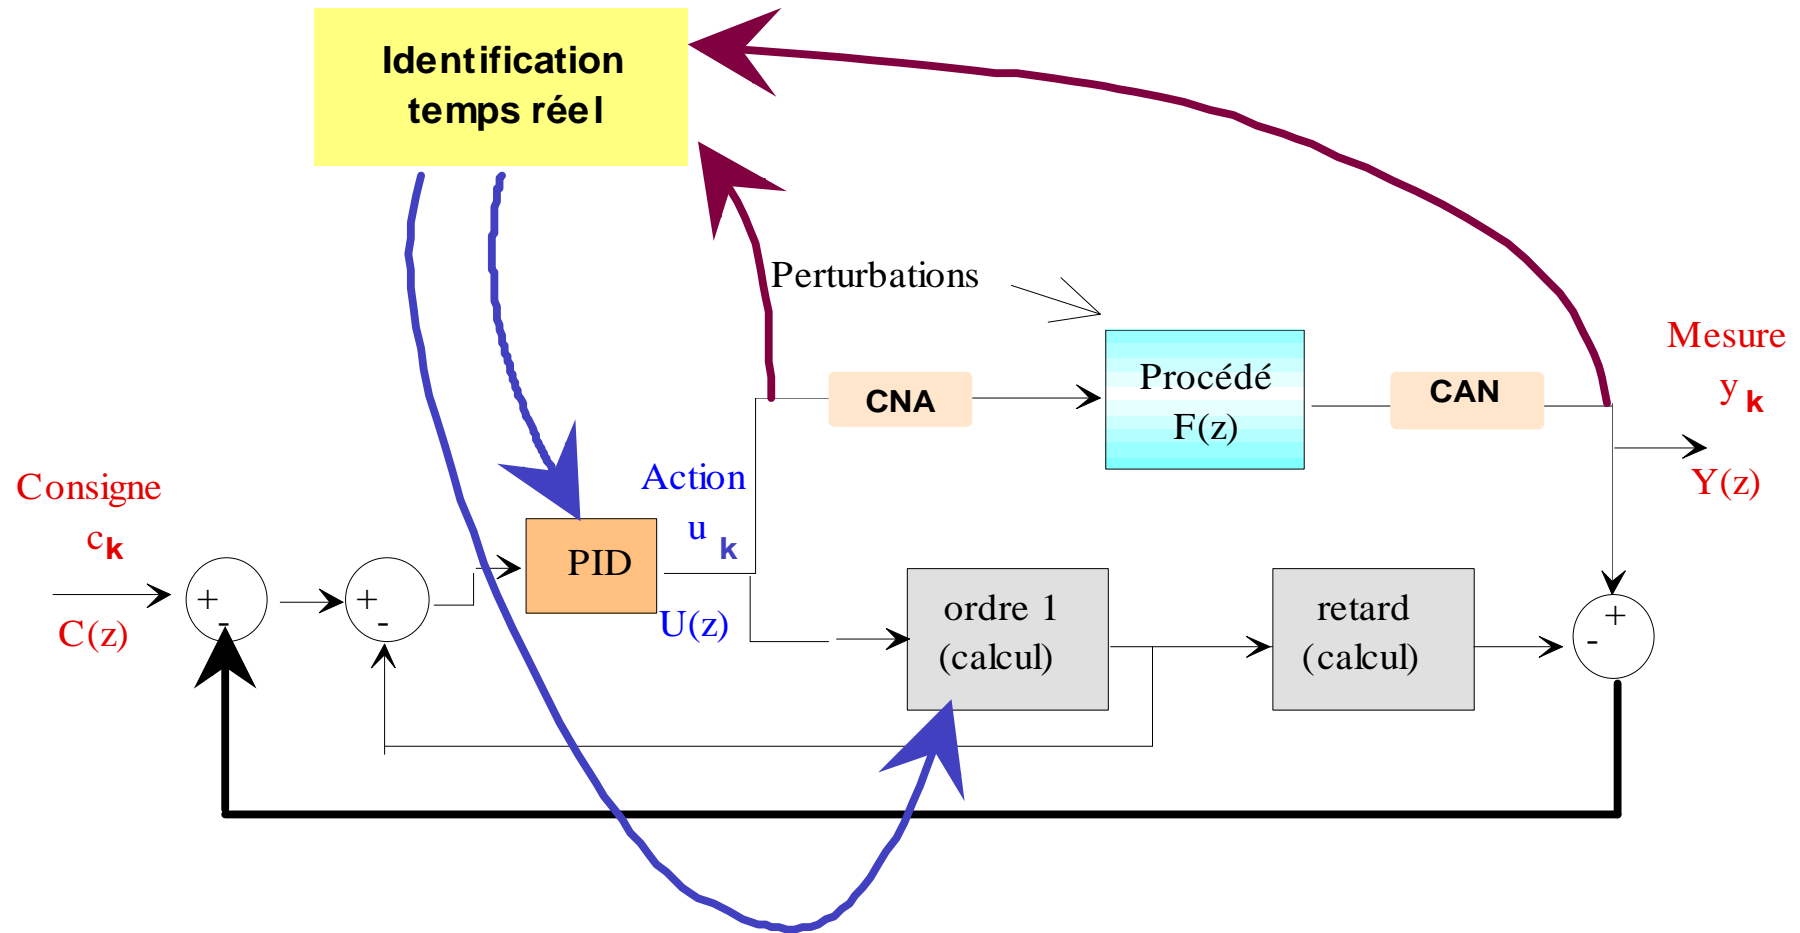 Identification
temps réel
Perturbations
Procédé
F(z)
CNA
CAN
Mesure
y k
Y(z)
Consigne
c k
C(z)
+
-
+
-
PID
Action
u k
U(z)
ordre 1
(calcul)
retard
(calcul)
+
-